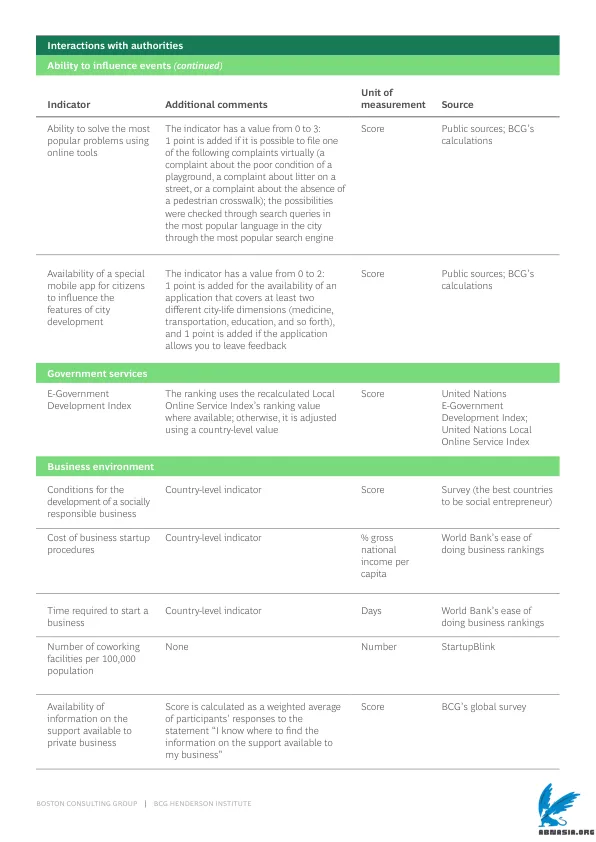 Interactions with authorities
Ability to influence events (continued)
Indicator
Additional comments
Unit of
measurement
Source
Ability to solve the most
popular problems using
online tools
The indicator has a value from 0 to 3:
1 point is added if it is possible to file one
of the following complaints virtually (a
complaint about the poor condition of a
playground, a complaint about litter on a
street, or a complaint about the absence of
a pedestrian crosswalk); the possibilities
were checked through search queries in
the most popular language in the city
through the most popular search engine
Score
Public sources; BCG's
calculations
Availability of a special
mobile app for citizens
to influence the
features of city
development
The indicator has a value from 0 to 2:
1 point is added for the availability of an
application that covers at least two
different city-life dimensions (medicine,
transportation, education, and so forth),
and 1 point is added if the application
allows you to leave feedback
Score
Public sources; BCG's
calculations
Government services
E-Government
Development Index
The ranking uses the recalculated Local
Online Service Index's ranking value
where available; otherwise, it is adjusted
using a country-level value
Score
United Nations
E-Government
Development Index;
United Nations Local
Online Service Index
Business environment
Conditions for the
development of a socially
responsible business
Country-level indicator
Score
Survey (the best countries
to be social entrepreneur)
Cost of business startup
procedures
Country-level indicator
% gross
national
income per
capita
World Bank's ease of
doing business rankings
Time required to start a
business
Country-level indicator
Days
World Bank's ease of
doing business rankings
Number of coworking
facilities per 100,000
population
None
Number
StartupBlink
Availability of
information on the
support available to
private business
Score is calculated as a weighted average
of participants' responses to the
statement "I know where to find the
information on the support available to
my business"
Score
BCG's global survey
BOSTON CONSULTING GROUP | BCG HENDERSON INSTITUTE
ABNASIA.ORG